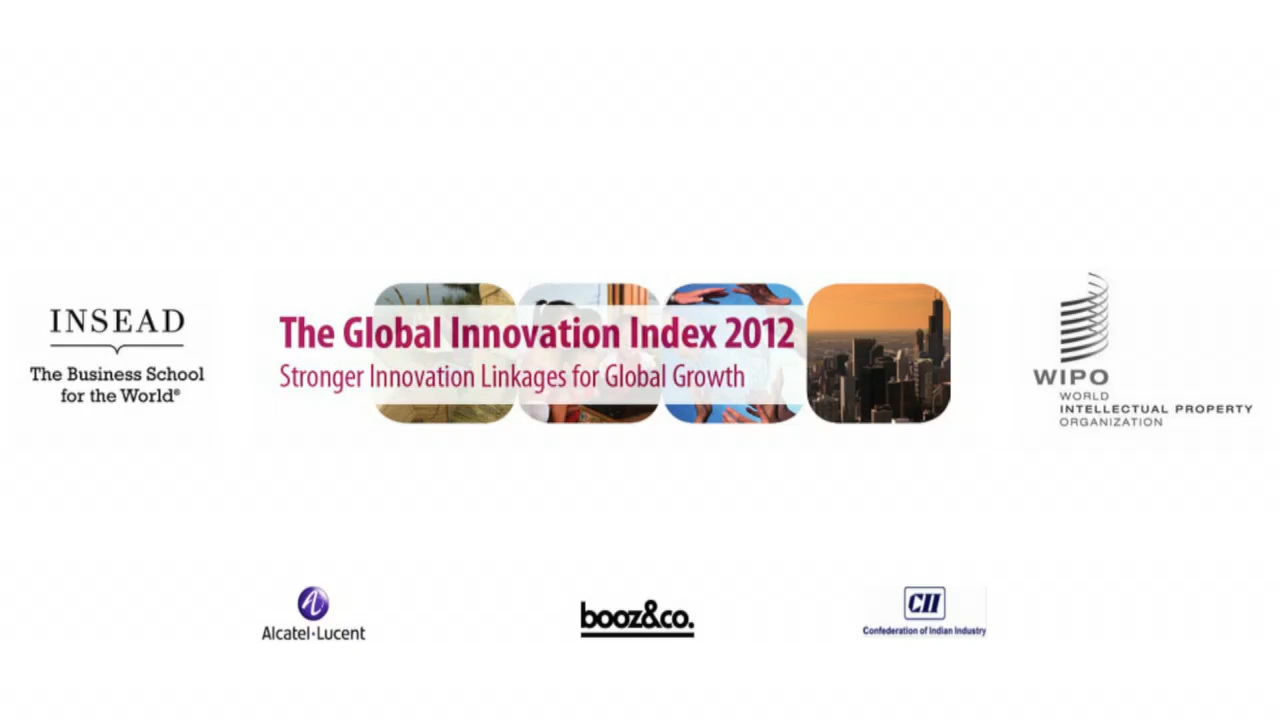 INSEAD
The Business School
for the World®
The Global Innovation Index 2012
Stronger Innovation Linkages for Global Growth
WIPO
WORLD
INTELLECTUAL PROPERTY
ORGANIZATION
Alcatel·Lucent
booz&co.
CII
Confederation of Indian Industry